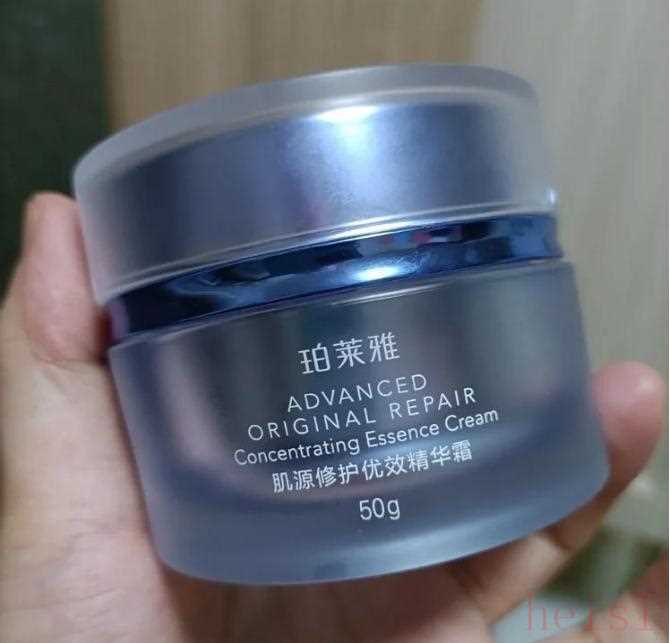 珀莱雅
ADVANCED
ORIGINAL REPAIR
Concentrating Essence Cream
肌源修护优效精华霜
50g